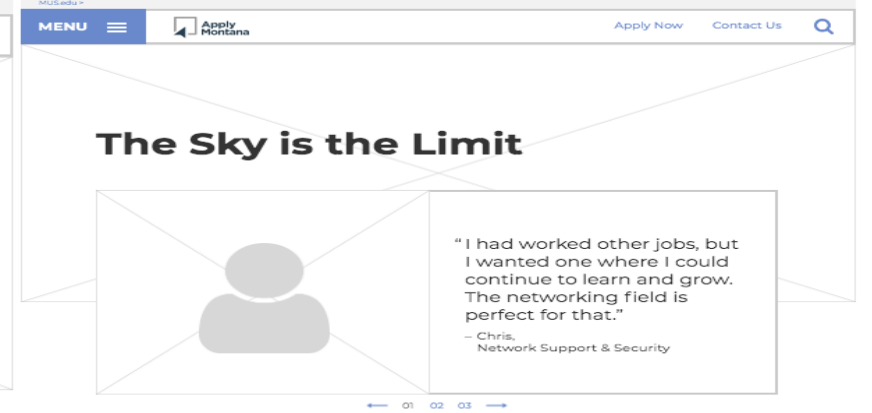 MUS.edu >
MENU
Apply
Montana
Apply Now
Contact Us
The Sky is the Limit
“I had worked other jobs, but
I wanted one where I could
continue to learn and grow.
The networking field is
perfect for that.”
– Chris,
Network Support & Security
01 02 03